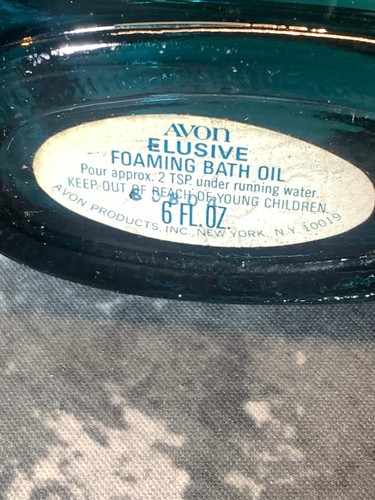 AVON
ELUSIVE
FOAMING BATH OIL
Pour approx. 2 TSP. under running water.
KEEP OUT OF REACH OF YOUNG CHILDREN
6 FL.OZ.
AVON PRODUCTS, INC., NEW YORK, N.Y. 10019